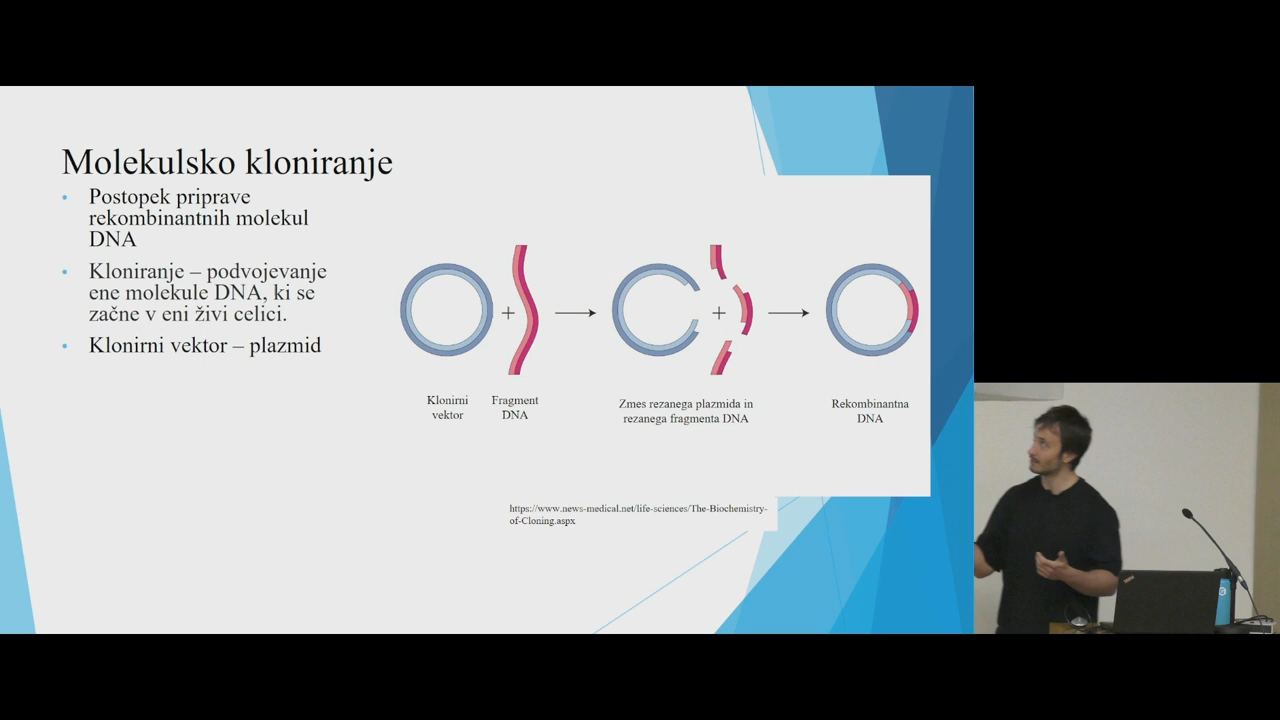 Molekulsko kloniranje
• Postopek priprave
rekombinantnih molekul
DNA
• Kloniranje – podvojevanje
ene molekule DNA, ki se
začne v eni živi celici.
• Klonirni vektor – plazmid
+
+
Klonirni
vektor
Fragment
DNA
Zmes rezanega plazmida in
rezanega fragmenta DNA
Rekombinantna
DNA
https://www.news-medical.net/life-sciences/The-Biochemistry-
of-Cloning.aspx